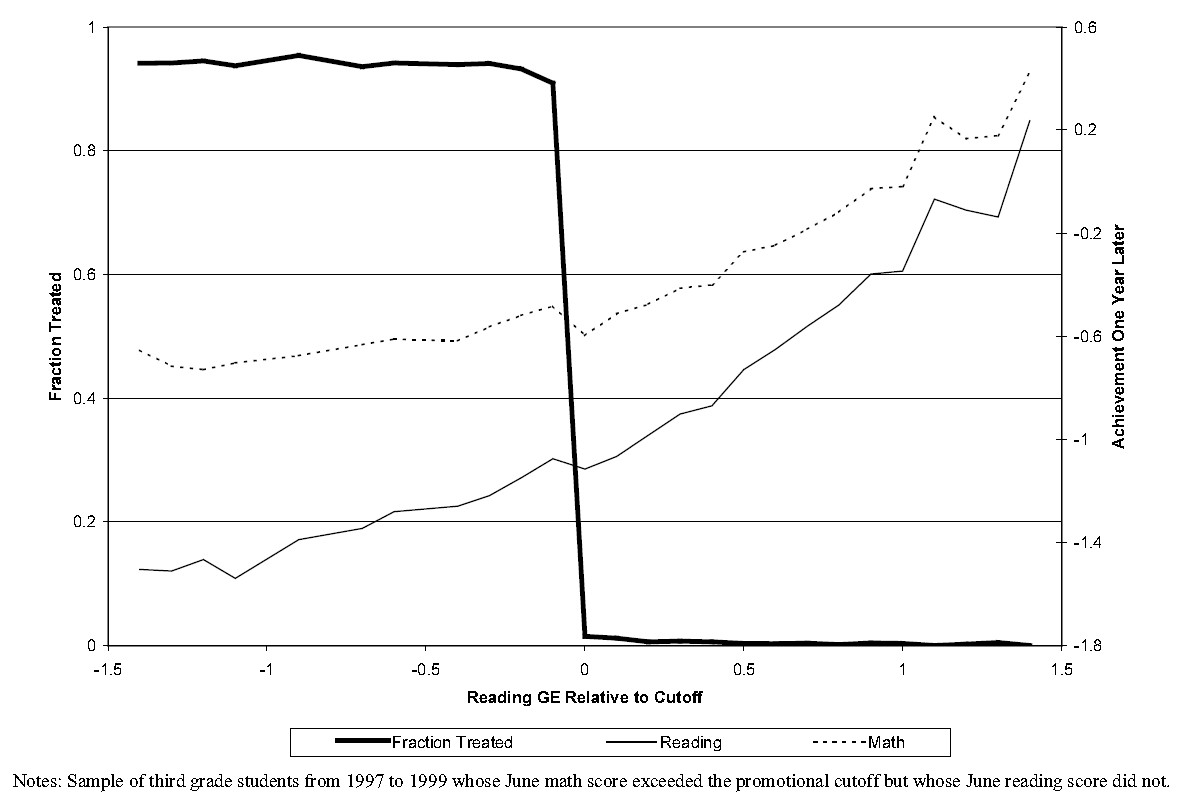 1
0.8
0.6
0.4
0.2
0
Fraction Treated
0.6
0.2
-0.2
-0.6
-1
-1.4
-1.8
Achievement One Year Later
-1.5
-1
-0.5
0
0.5
1
1.5
Reading GE Relative to Cutoff
Fraction Treated
Reading
Math
Notes: Sample of third grade students from 1997 to 1999 whose June math score exceeded the promotional cutoff but whose June reading score did not.